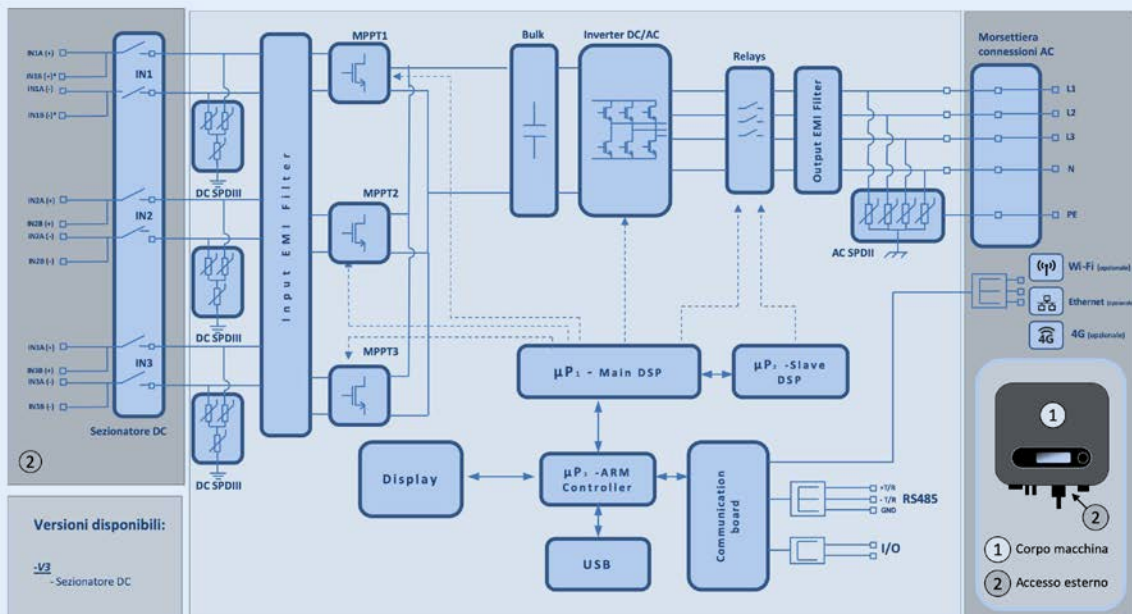 IN1A (+)
IN1B (+)*
IN1A (-)
IN1B (-)*
IN1
DC SPDIII
IN2A (+)
IN2B (+)
IN2A (-)
IN2B (-)
IN2
DC SPDIII
IN3A (+)
IN3B (+)
IN3A (-)
IN3B (-)
IN3
DC SPDIII
Sezionatore DC
2
Versioni disponibili:
-V3
- Sezionatore DC
Input EMI Filter
MPPT1
MPPT2
MPPT3
Bulk
Inverter DC/AC
Relays
Output EMI Filter
AC SPDII
Morsettiera
connessioni AC
L1
L2
L3
N
PE
Wi-Fi (opzionale)
Ethernet (opzionale)
4G
4G (opzionale)
µP1 - Main DSP
µP2 -Slave
DSP
Display
µP3 -ARM
Controller
USB
Communication
board
+T/R
- T/R
GND
RS485
I/O
1
2
1 Corpo macchina
2 Accesso esterno